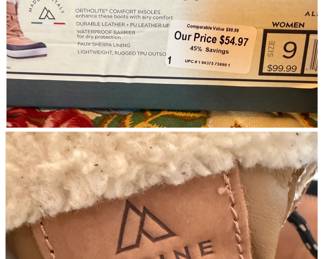 ORTHOLITE® COMFORT INSOLES
enhance these boots with airy comfort
DURABLE LEATHER + PU LEATHER UP
WATERPROOF BARRIER
for dry protection
FAUX SHERPA LINING
LIGHTWEIGHT, RUGGED TPU OUTSO
Comparable Value $99.99
Our Price $54.97
45% Savings
1
UPC #
AL
WOMEN
SIZE
9
$99.99
INE